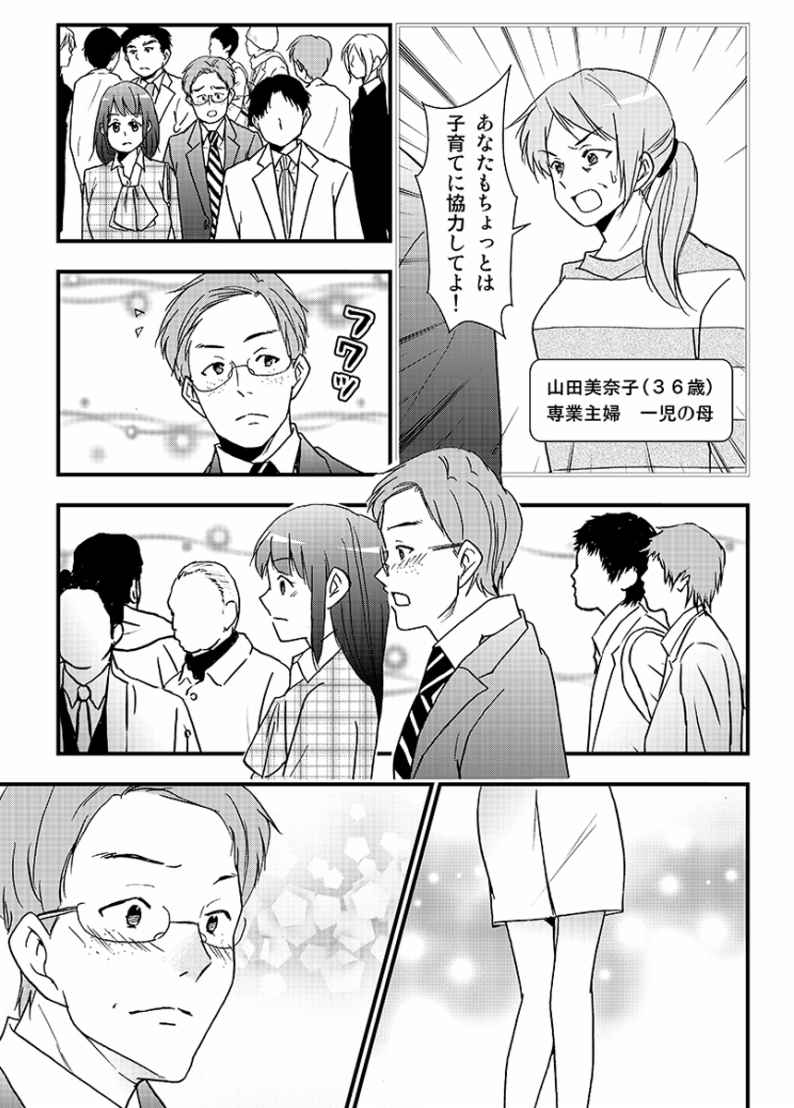 あなたもちょっとは
子育てに協力してよ！
山田美奈子（３６歳）
専業主婦　一児の母
フワッ